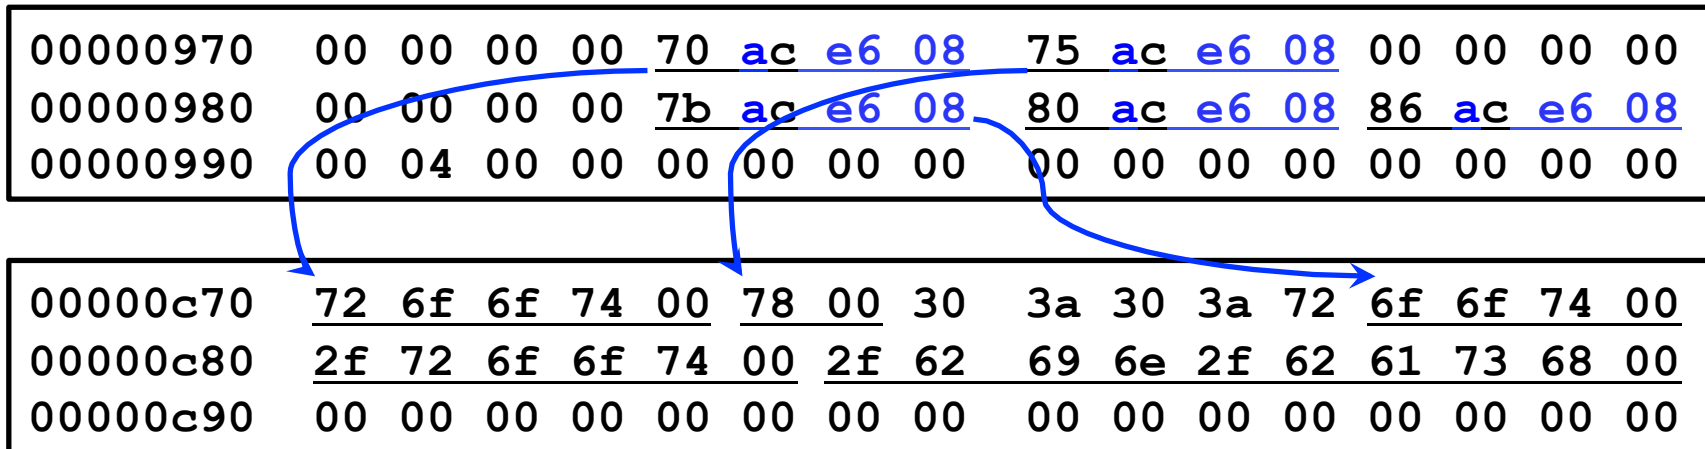 00000970 00 00 00 00 70 ac e6 08 75 ac e6 08 00 00 00 00
00000980 00 00 00 00 7b ac e6 08 80 ac e6 08 86 ac e6 08
00000990 00 04 00 00 00 00 00 00 00 00 00 00 00 00 00 00
00000c70 72 6f 6f 74 00 78 00 30 3a 30 3a 72 6f 6f 74 00
00000c80 2f 72 6f 6f 74 00 2f 62 69 6e 2f 62 61 73 68 00
00000c90 00 00 00 00 00 00 00 00 00 00 00 00 00 00 00 00